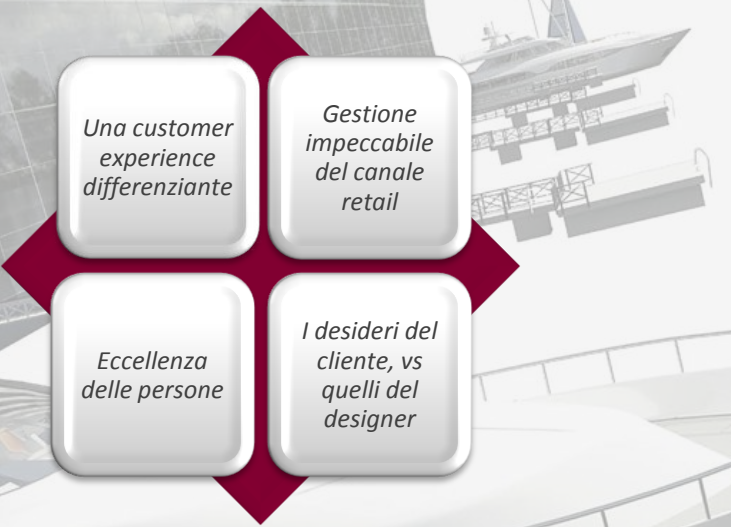 Una customer
experience
differenziante
Gestione
impeccabile
del canale
retail
Eccellenza
delle persone
I desideri del
cliente, vs
quelli del
designer